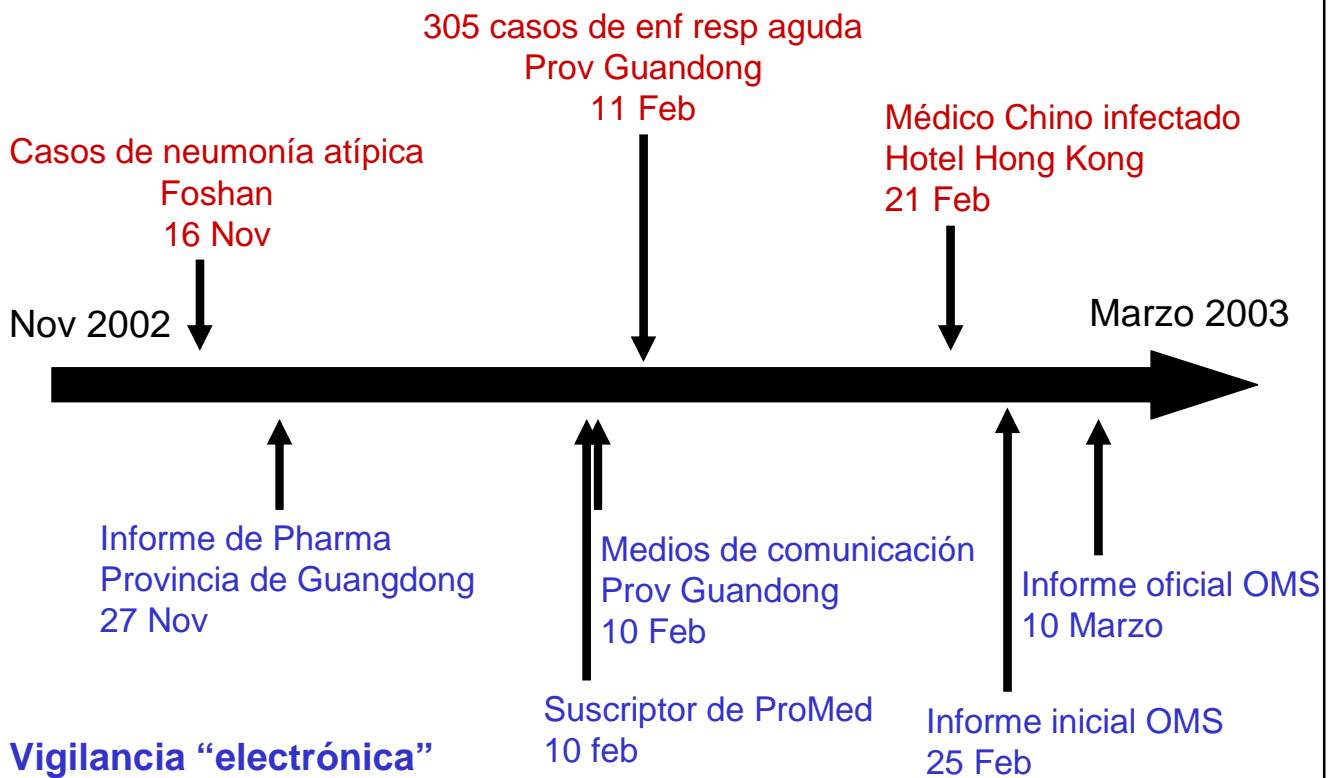 305 casos de enf resp aguda
Prov Guandong
11 Feb
Médico Chino infectado
Hotel Hong Kong
21 Feb
Casos de neumonía atípica
Foshan
16 Nov
Nov 2002
Marzo 2003
Informe de Pharma
Provincia de Guangdong
27 Nov
Medios de comunicación
Prov Guandong
10 Feb
Informe oficial OMS
10 Marzo
Suscriptor de ProMed
10 feb
Informe inicial OMS
25 Feb
Vigilancia “electrónica”